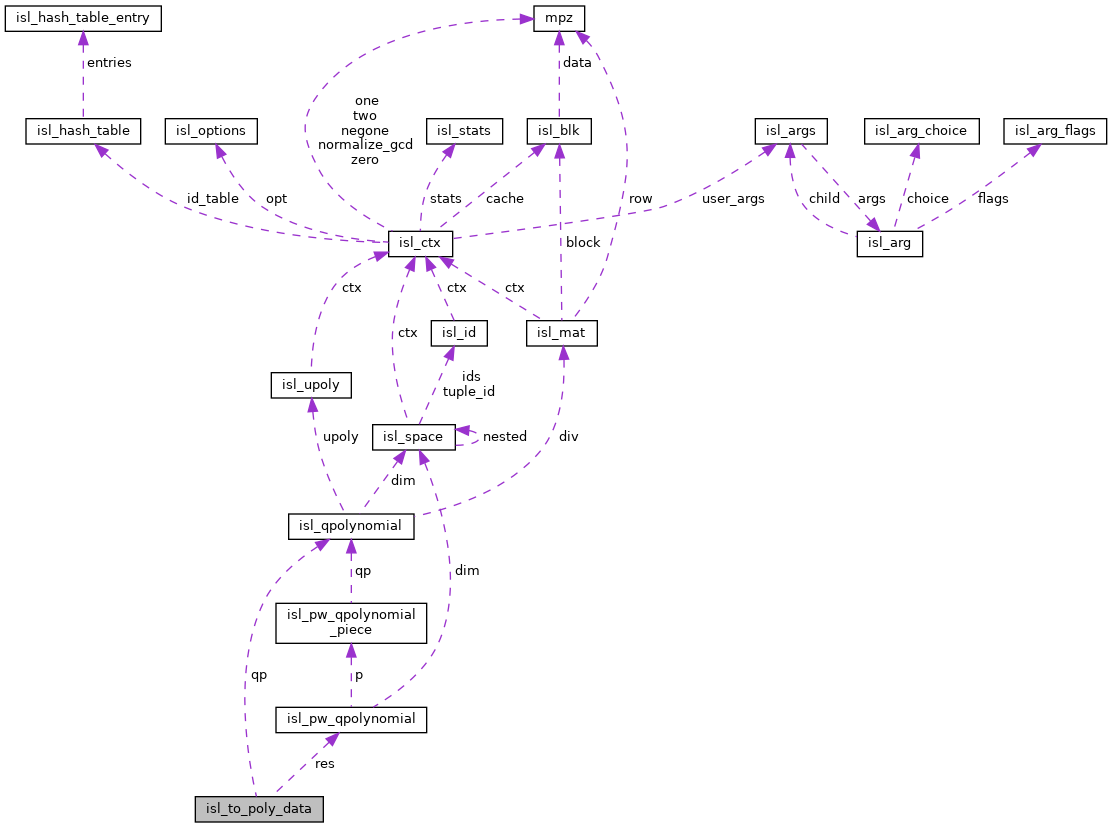 isl_hash_table_entry
mpz
entries
data
one
two
negone
normalize_gcd
zero
isl_hash_table
isl_options
isl_stats
isl_blk
isl_args
isl_arg_choice
isl_arg_flags
id_table
opt
stats
cache
row
user_args
child
args
choice
flags
isl_ctx
block
isl_arg
ctx
ctx
ctx
ctx
isl_id
isl_mat
isl_upoly
ids
tuple_id
upoly
isl_space
nested
div
dim
isl_qpolynomial
qp
dim
isl_pw_qpolynomial
_piece
qp
p
isl_pw_qpolynomial
res
isl_to_poly_data